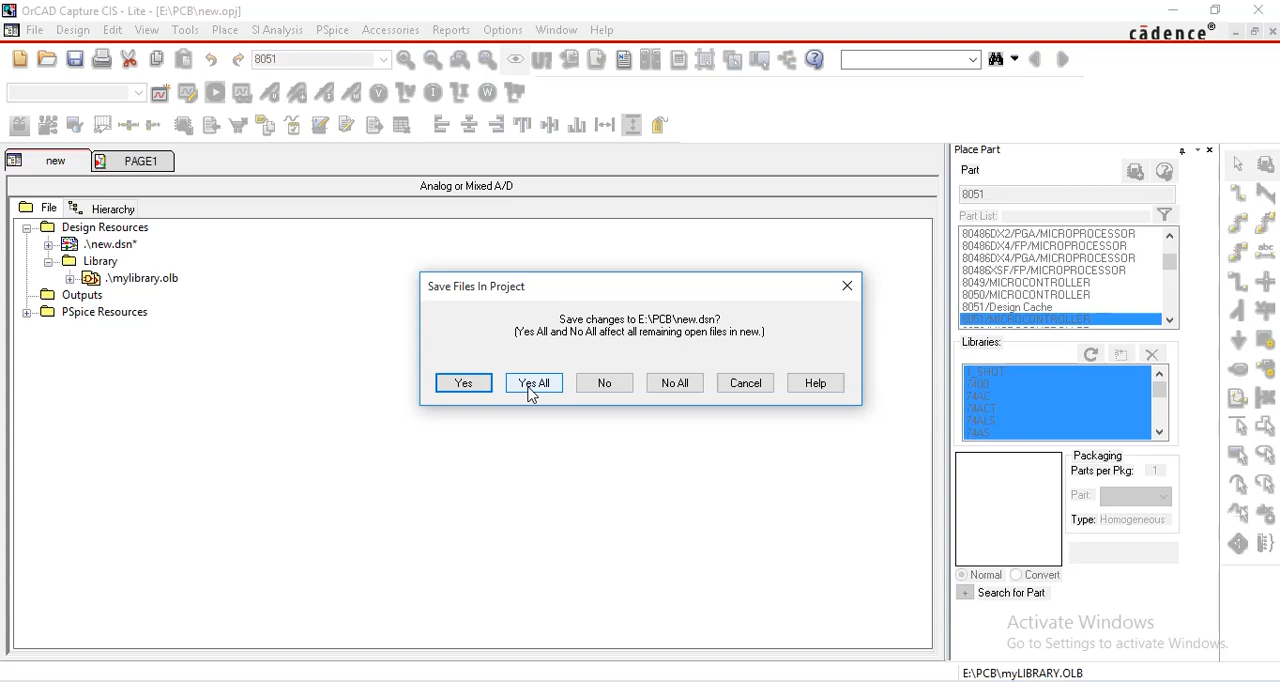 OrCAD Capture CIS - Lite - [E:\PCB\new.opj]
File Design Edit View Tools Place SI Analysis PSpice Accessories Reports Options Window Help
cādence®
8051
U?
V I W
new PAGE1
Analog or Mixed A/D
File Hierarchy
Design Resources
.\new.dsn*
Library
.\mylibrary.olb
Outputs
PSpice Resources
Save Files In Project
Save changes to E:\PCB\new.dsn?
(Yes All and No All affect all remaining open files in new.)
Yes Yes All No No All Cancel Help
Place Part
Part
8051
Part List:
80486DX2/PGA/MICROPROCESSOR
80486DX4/FP/MICROPROCESSOR
80486DX4/PGA/MICROPROCESSOR
80486XSF/FP/MICROPROCESSOR
8049/MICROCONTROLLER
8050/MICROCONTROLLER
8051/Design Cache
8051/MICROCONTROLLER
Libraries:
1_SHOT
7400
74AC
74ACT
74ALS
74AS
Packaging
Parts per Pkg: 1
Part:
Type: Homogeneous
Normal Convert
+ Search for Part
abc
Activate Windows
Go to Settings to activate Windows.
E:\PCB\myLIBRARY.OLB